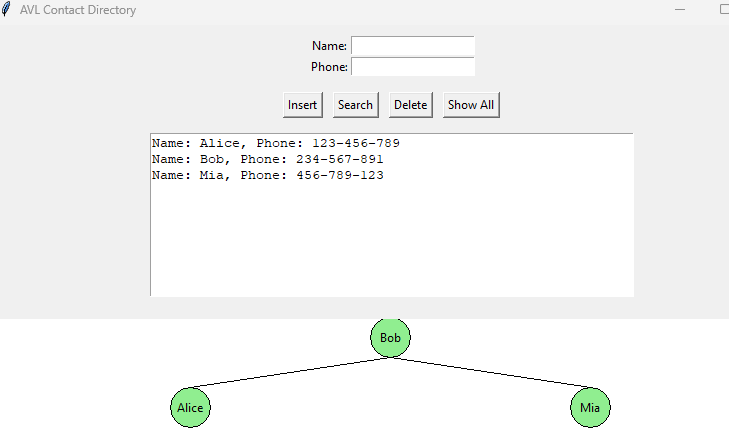 AVL Contact Directory
Name:
Phone:
Insert Search Delete Show All
Name: Alice, Phone: 123-456-789
Name: Bob, Phone: 234-567-891
Name: Mia, Phone: 456-789-123
Bob
Alice Mia